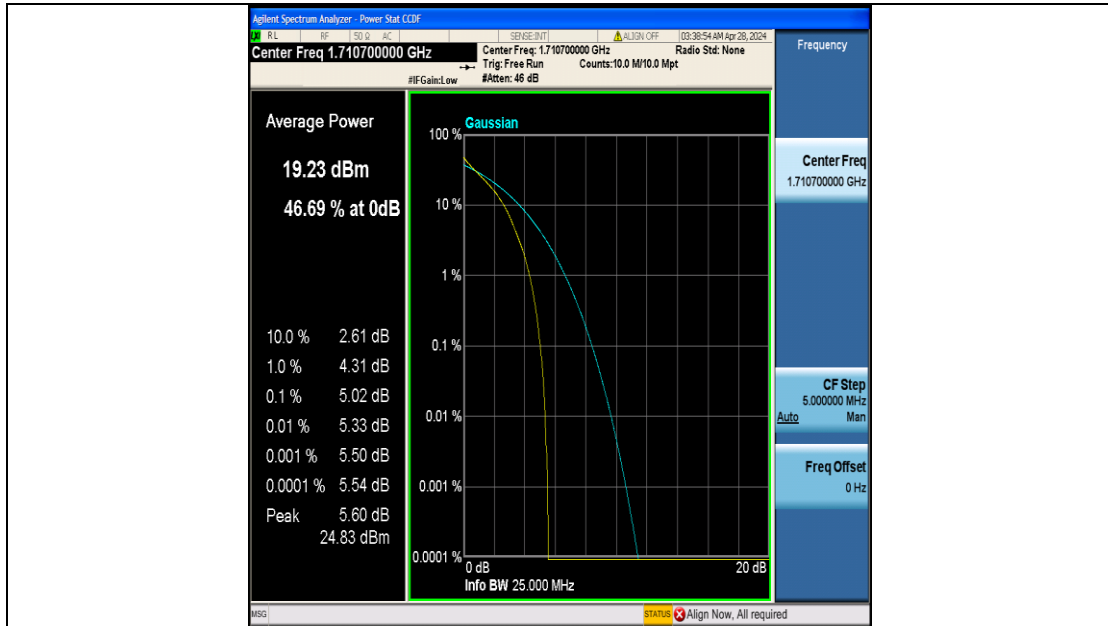 Agilent Spectrum Analyzer - Power Stat CCDF
RL RF 50 Ω AC SENSE:INT ALIGN OFF 03:38:54 AM Apr 28, 2024
Center Freq 1.710700000 GHz
Center Freq: 1.710700000 GHz Radio Std: None
Trig: Free Run Counts:10.0 M/10.0 Mpt
#IFGain:Low #Atten: 46 dB
Frequency
Average Power
19.23 dBm
46.69 % at 0dB
10.0 % 2.61 dB
1.0 % 4.31 dB
0.1 % 5.02 dB
0.01 % 5.33 dB
0.001 % 5.50 dB
0.0001 % 5.54 dB
Peak 5.60 dB
24.83 dBm
Gaussian
100 %
10 %
1 %
0.1 %
0.01 %
0.001 %
0.0001 %
0 dB 20 dB
Info BW 25.000 MHz
Center Freq
1.710700000 GHz
CF Step
5.000000 MHz
Auto Man
Freq Offset
0 Hz
MSG STATUS Align Now, All required